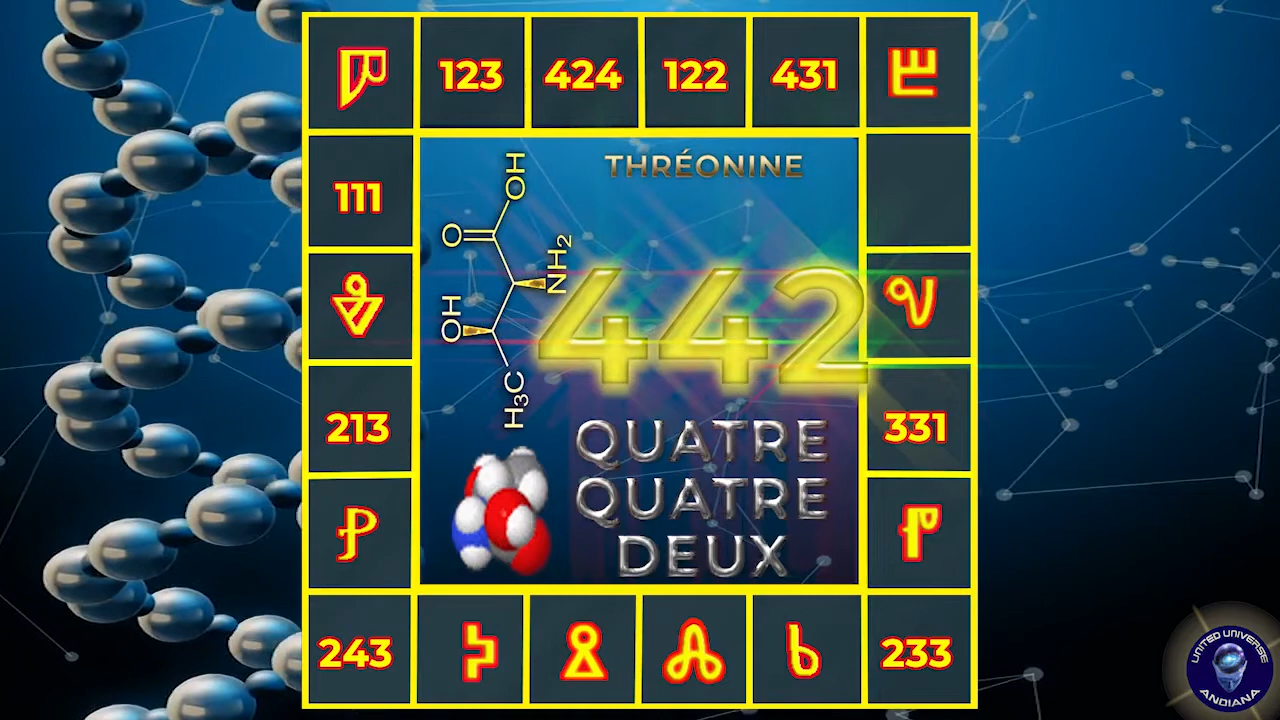 123 424 122 431
111
THRÉONINE
OH
O
NH2
OH
H3C
442
213
331
QUATRE
QUATRE
DEUX
243
233
UNITED UNIVERSE
ANDIANA